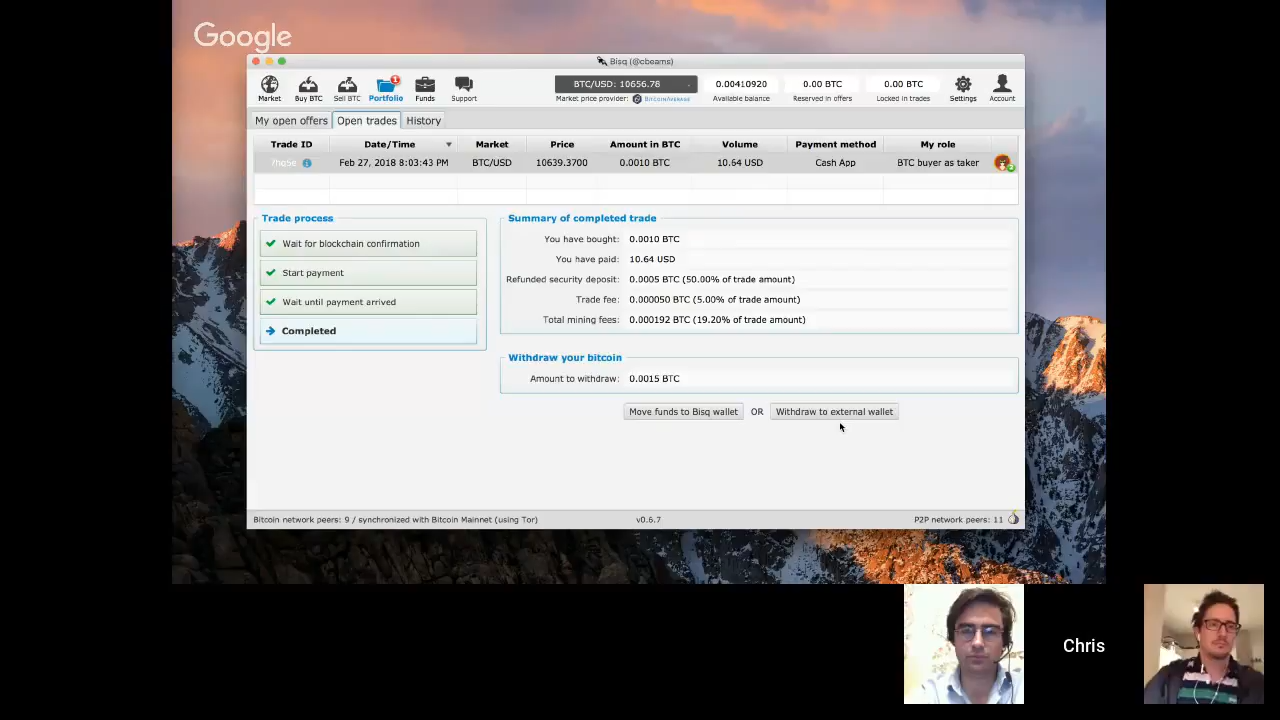 Google
Bisq (@cbeams)
Market Buy BTC Sell BTC Portfolio 1 Funds Support
BTC/USD: 10656.78 0.00410920 0.00 BTC 0.00 BTC
Market price provider: BITCOINAVERAGE Available balance Reserved in offers Locked in trades Settings Account
My open offers Open trades History
Trade ID Date/Time Market Price Amount in BTC Volume Payment method My role
Feb 27, 2018 8:03:43 PM BTC/USD 10639.3700 0.0010 BTC 10.64 USD Cash App BTC buyer as taker
Trade process
Wait for blockchain confirmation
Start payment
Wait until payment arrived
Completed
Summary of completed trade
You have bought: 0.0010 BTC
You have paid: 10.64 USD
Refunded security deposit: 0.0005 BTC (50.00% of trade amount)
Trade fee: 0.000050 BTC (5.00% of trade amount)
Total mining fees: 0.000192 BTC (19.20% of trade amount)
Withdraw your bitcoin
Amount to withdraw: 0.0015 BTC
Move funds to Bisq wallet OR Withdraw to external wallet
Bitcoin network peers: 9 / synchronized with Bitcoin Mainnet (using Tor) v0.6.7 P2P network peers: 11
Chris